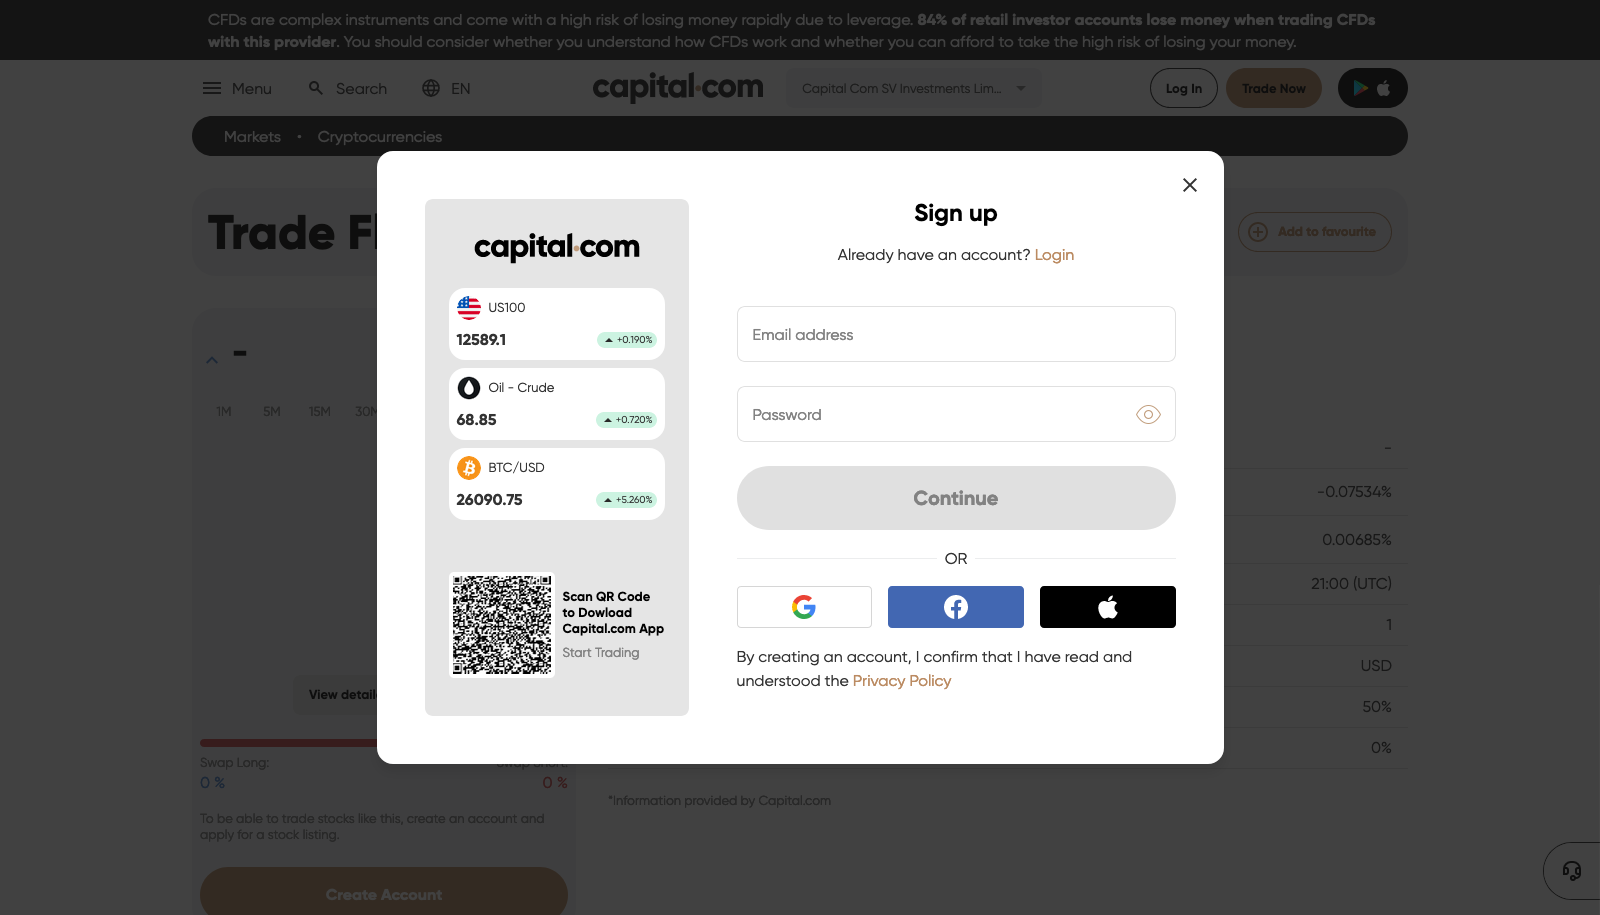 CFDs are complex instruments and come with a high risk of losing money rapidly due to leverage. 84% of retail investor accounts lose money when trading CFDs
with this provider. You should consider whether you understand how CFDs work and whether you can afford to take the high risk of losing your money.
Menu
Search
EN
capital.com
Capital Com SV Investments Lim...
Log In
Trade Now
Markets • Cryptocurrencies
Trade
Add to favourite
1M 5M 15M 30M
View
Swap Long:
0 %
0 %
To be able to trade stocks like this, create an account and
apply for a stock listing.
Create Account
-
-0.07534%
0.00685%
21:00 (UTC)
1
USD
50%
0%
*Information provided by Capital.com
capital.com
US100
12589.1
+0.190%
Oil - Crude
68.85
+0.720%
BTC/USD
26090.75
+5.260%
Scan QR Code
to Dowload
Capital.com App
Start Trading
Sign up
Already have an account? Login
Email address
Password
Continue
OR
By creating an account, I confirm that I have read and
understood the Privacy Policy